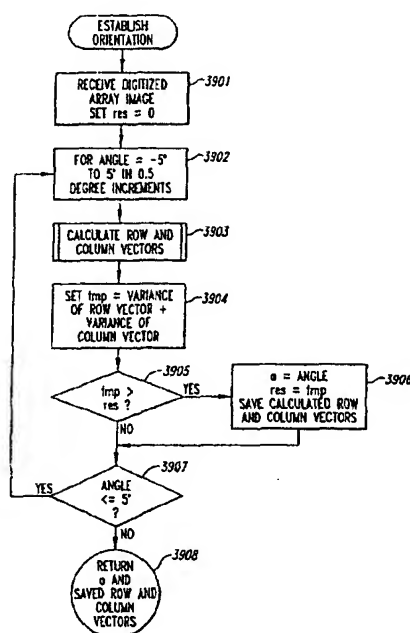 ESTABLISH
ORIENTATION
3901
RECEIVE DIGITIZED
ARRAY IMAGE
SET res = 0
3902
FOR ANGLE = -5°
TO 5° IN 0.5
DEGREE INCREMENTS
3903
CALCULATE ROW AND
COLUMN VECTORS
3904
SET tmp = VARIANCE
OF ROW VECTOR +
VARIANCE OF
COLUMN VECTOR
3905
tmp >
res ?
YES
NO
3906
a = ANGLE
res = tmp
SAVE CALCULATED ROW
AND COLUMN VECTORS
3907
ANGLE
<= 5°
?
YES
NO
3908
RETURN
a AND
SAVED ROW AND
COLUMN
VECTORS